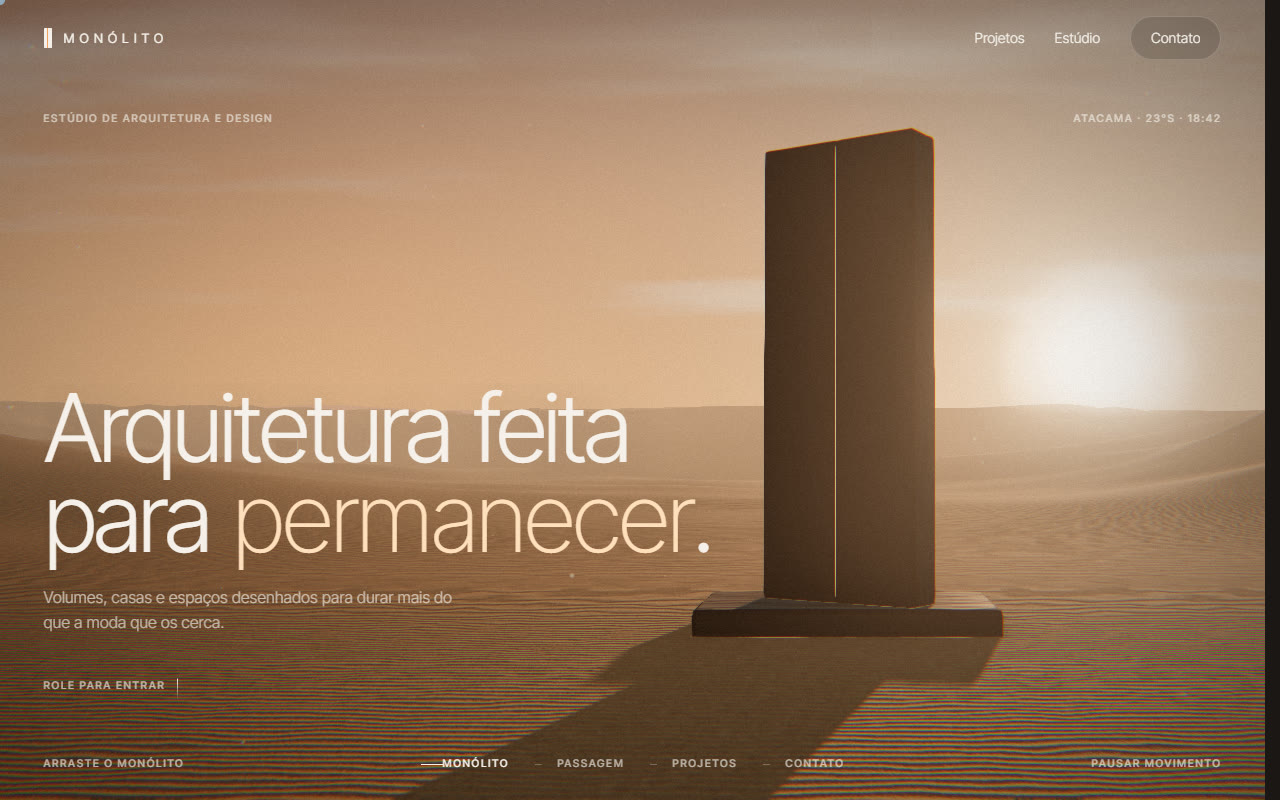 MONÓLITO
Projetos
Estúdio
Contato
ESTÚDIO DE ARQUITETURA E DESIGN
ATACAMA · 23°S · 18:42
Arquitetura feita
para permanecer.
Volumes, casas e espaços desenhados para durar mais do
que a moda que os cerca.
ROLE PARA ENTRAR
ARRASTE O MONÓLITO
MONÓLITO
PASSAGEM
PROJETOS
CONTATO
PAUSAR MOVIMENTO